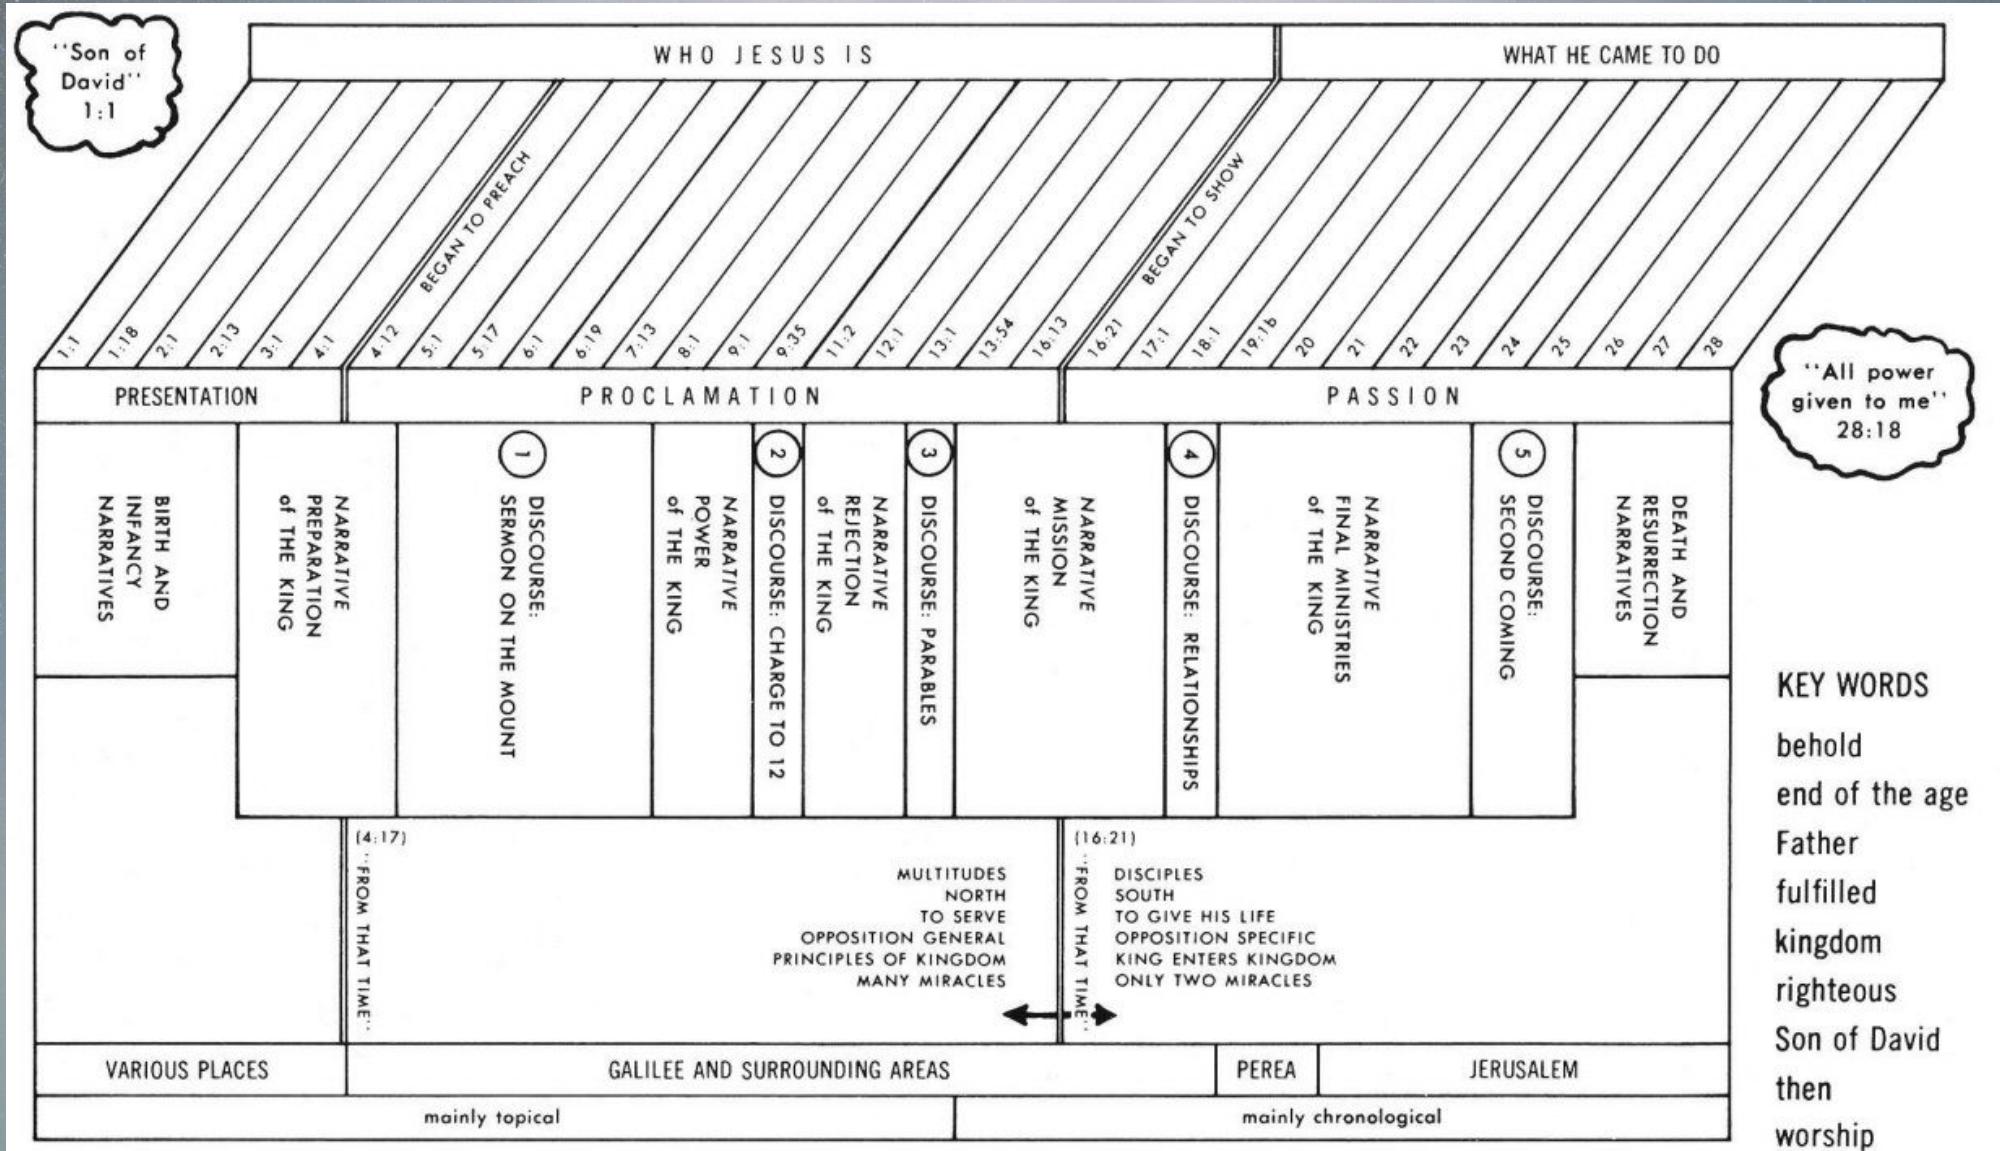 "Son of
David"
1:1
WHO JESUS IS
WHAT HE CAME TO DO
BEGAN TO PREACH
BEGAN TO SHOW
1:1
1:18
2:1
2:13
3:1
4:1
4:12
5:1
5:17
6:1
6:19
7:13
8:1
9:1
9:35
11:2
12:1
13:1
13:54
16:13
16:21
17:1
18:1
19:1b
20
21
22
23
24
25
26
27
28
"All power
given to me"
28:18
PRESENTATION
PROCLAMATION
PASSION
BIRTH AND
INFANCY
NARRATIVES
NARRATIVE
PREPARATION
of THE KING
1
DISCOURSE:
SERMON ON THE MOUNT
NARRATIVE
POWER
of THE KING
2 DISCOURSE: CHARGE TO 12
NARRATIVE
REJECTION
of THE KING
3 DISCOURSE: PARABLES
NARRATIVE
MISSION
of THE KING
4 DISCOURSE: RELATIONSHIPS
NARRATIVE
FINAL MINISTRIES
of THE KING
5
DISCOURSE:
SECOND COMING
DEATH AND
RESURRECTION
NARRATIVES
(4:17)
"FROM THAT TIME"
MULTITUDES
NORTH
TO SERVE
OPPOSITION GENERAL
PRINCIPLES OF KINGDOM
MANY MIRACLES
(16:21)
"FROM THAT TIME"
DISCIPLES
SOUTH
TO GIVE HIS LIFE
OPPOSITION SPECIFIC
KING ENTERS KINGDOM
ONLY TWO MIRACLES
VARIOUS PLACES
GALILEE AND SURROUNDING AREAS
PEREA
JERUSALEM
mainly topical
mainly chronological
KEY WORDS
behold
end of the age
Father
fulfilled
kingdom
righteous
Son of David
then
worship